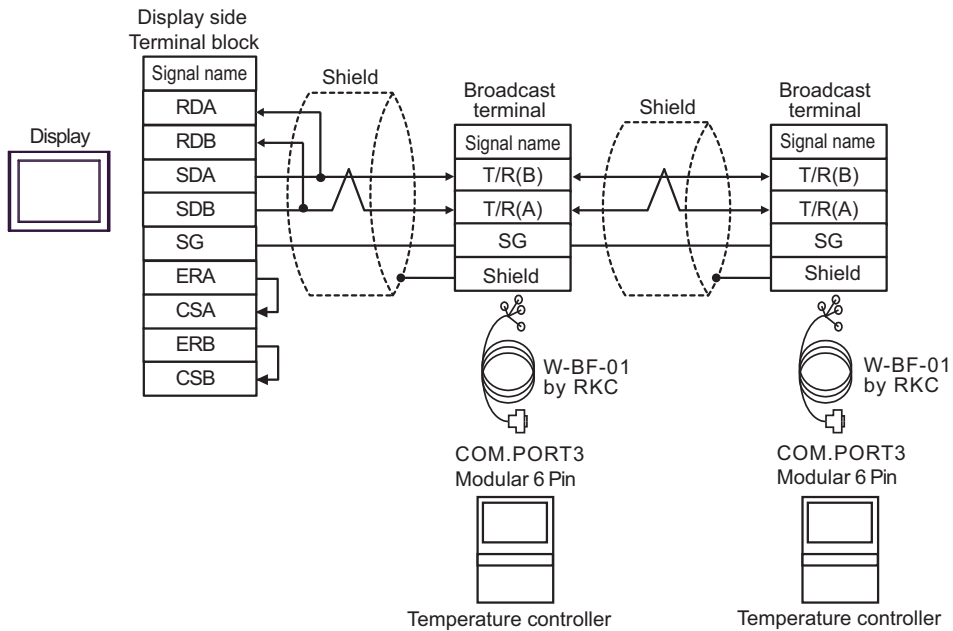 Display side
Terminal block
Signal name
RDA
RDB
SDA
SDB
SG
ERA
CSA
ERB
CSB
Display
Shield
Broadcast
terminal
Signal name
T/R(B)
T/R(A)
SG
Shield
W-BF-01
by RKC
COM.PORT3
Modular 6 Pin
Temperature controller
Shield
Broadcast
terminal
Signal name
T/R(B)
T/R(A)
SG
Shield
W-BF-01
by RKC
COM.PORT3
Modular 6 Pin
Temperature controller